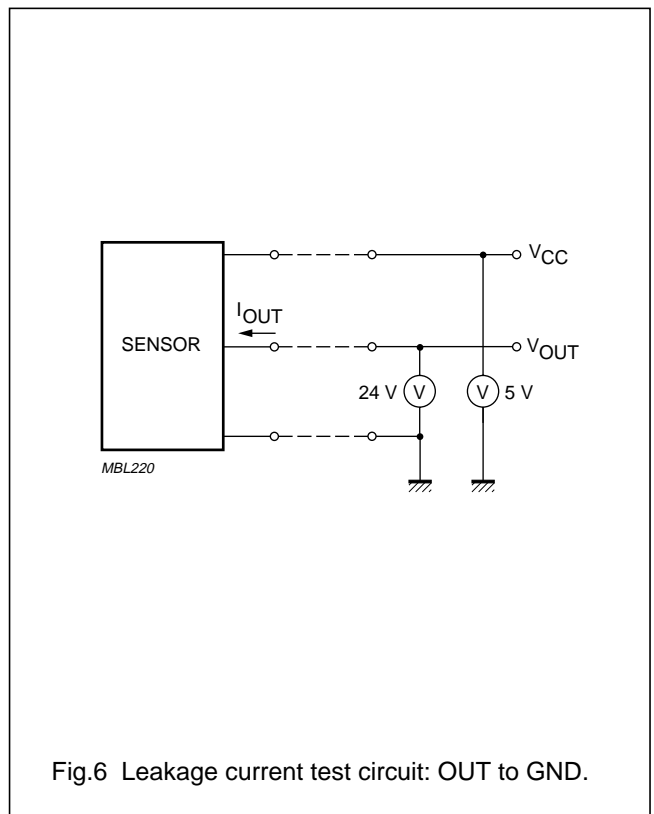 V_CC
I_OUT
SENSOR
V_OUT
24 V V V 5 V
MBL220
Fig.6 Leakage current test circuit: OUT to GND.